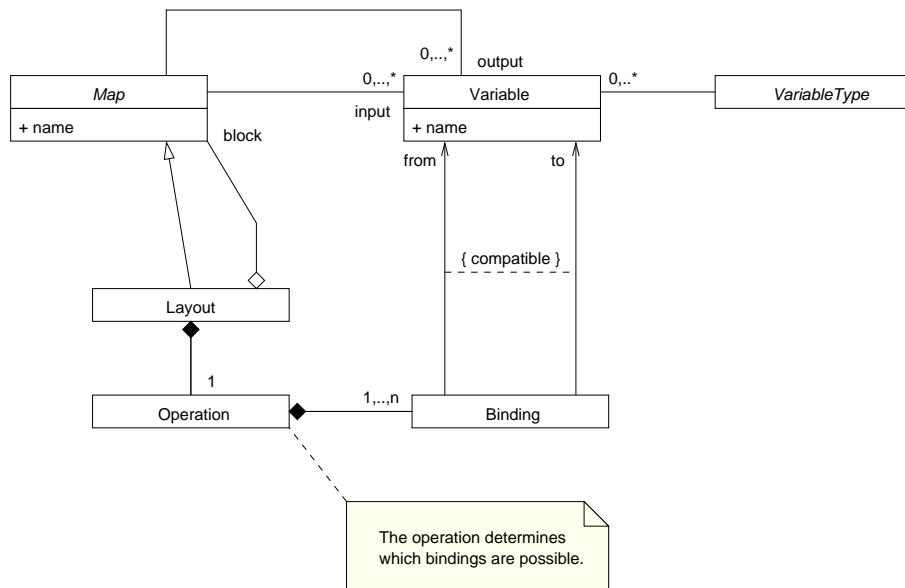 0,..,*
output
Map
0,..,*
Variable
0,..*
VariableType
input
+ name
+ name
block
from
to
{ compatible }
Layout
1
1,..,n
Operation
Binding
The operation determines
which bindings are possible.